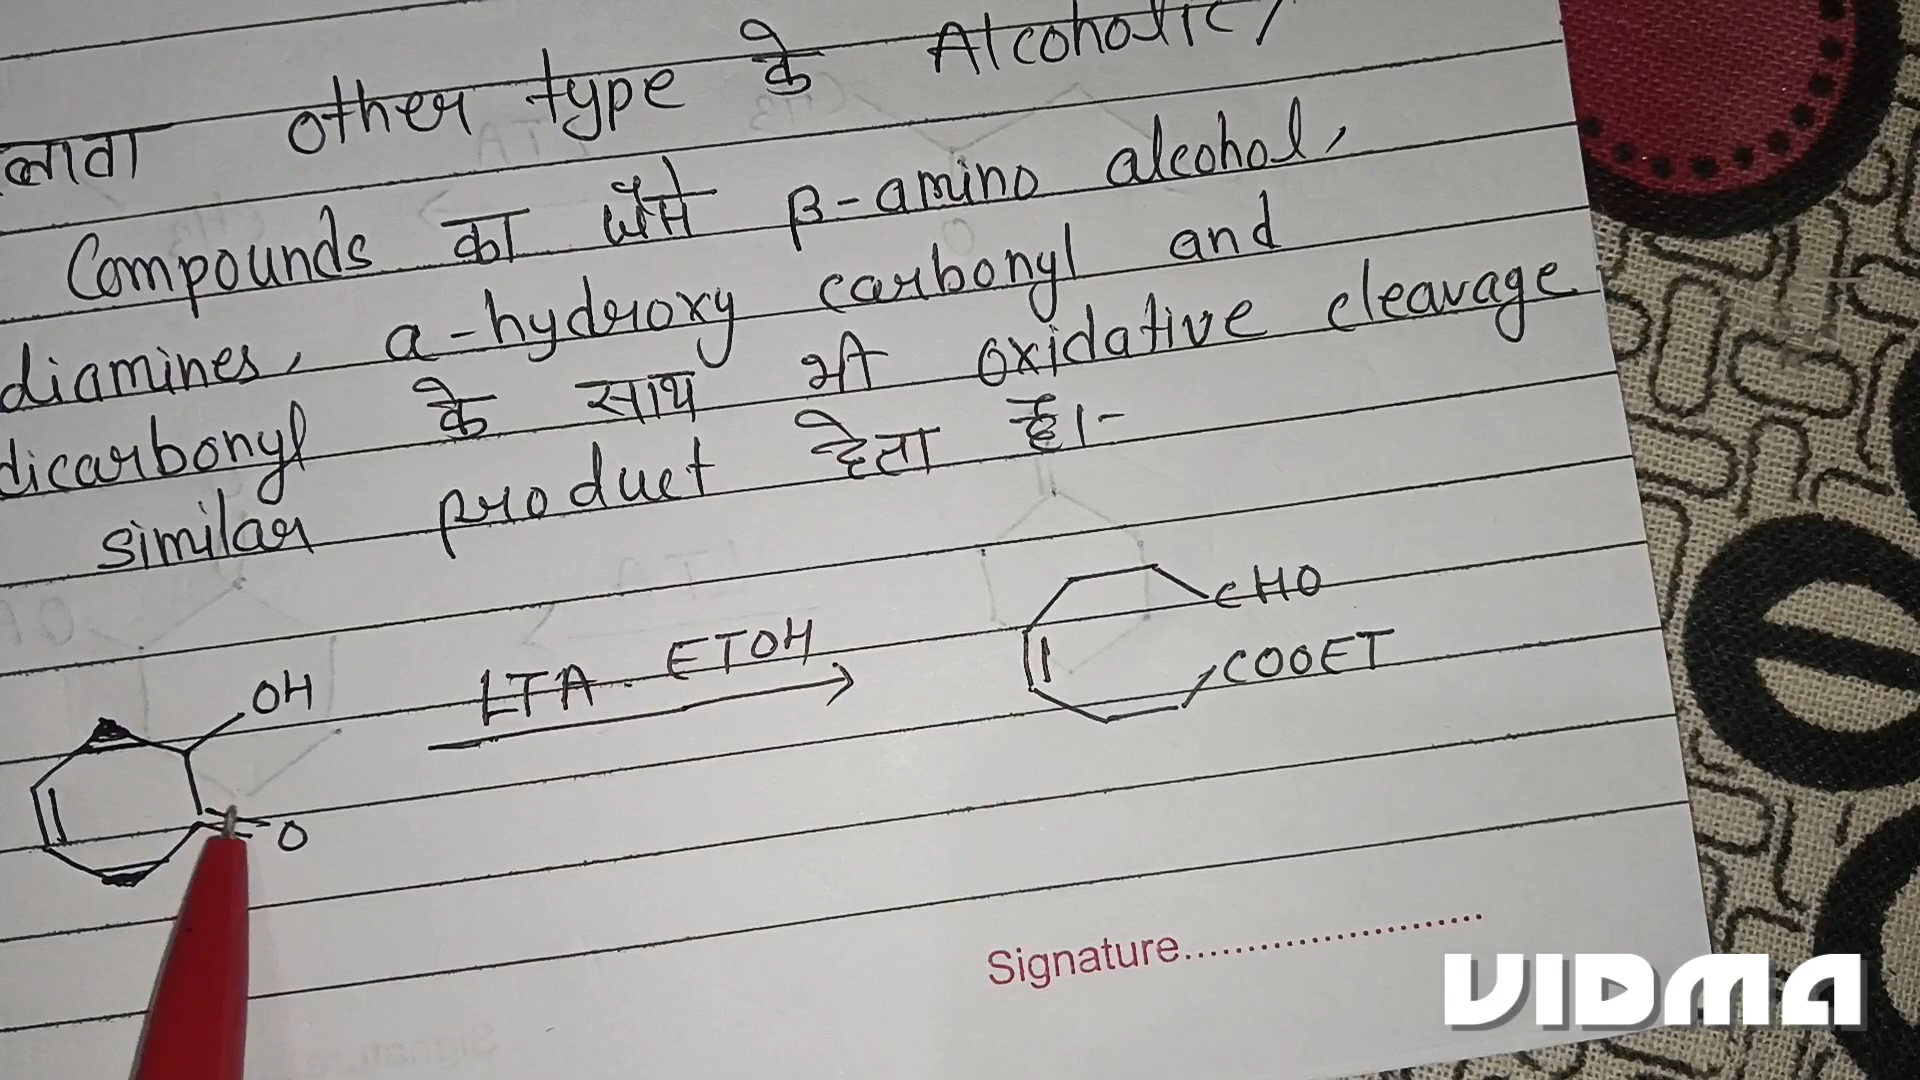 लावा other type के Alcoholic/
Compounds का जैसे β-amino alcohol,
diamines, α-hydroxy carbonyl and
dicarbonyl के साथ भी oxidative cleavage
similar product देता है।-
OH
O
LTA. ETOH
CHO
COOET
Signature
VIDMA